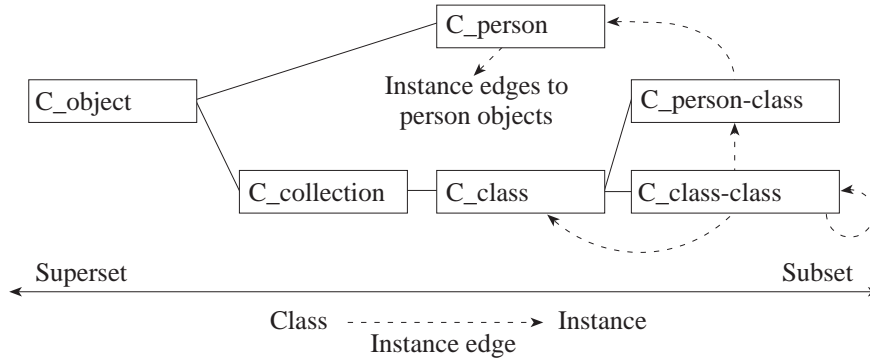 C_person
Instance edges to
person objects
C_object
C_person-class
C_collection
C_class
C_class-class
Superset
Subset
Class
Instance
Instance edge